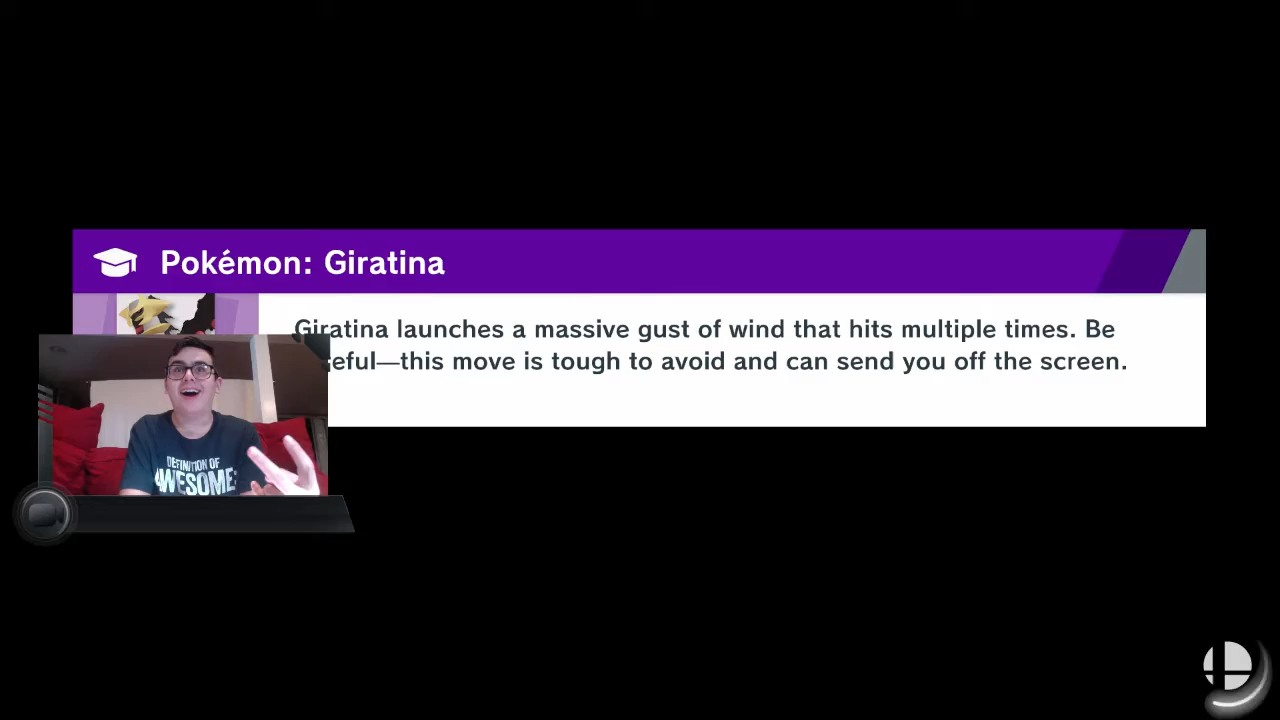 Pokémon: Giratina
Giratina launches a massive gust of wind that hits multiple times. Be
eful—this move is tough to avoid and can send you off the screen.
DEFINITION OF
AWESOME: